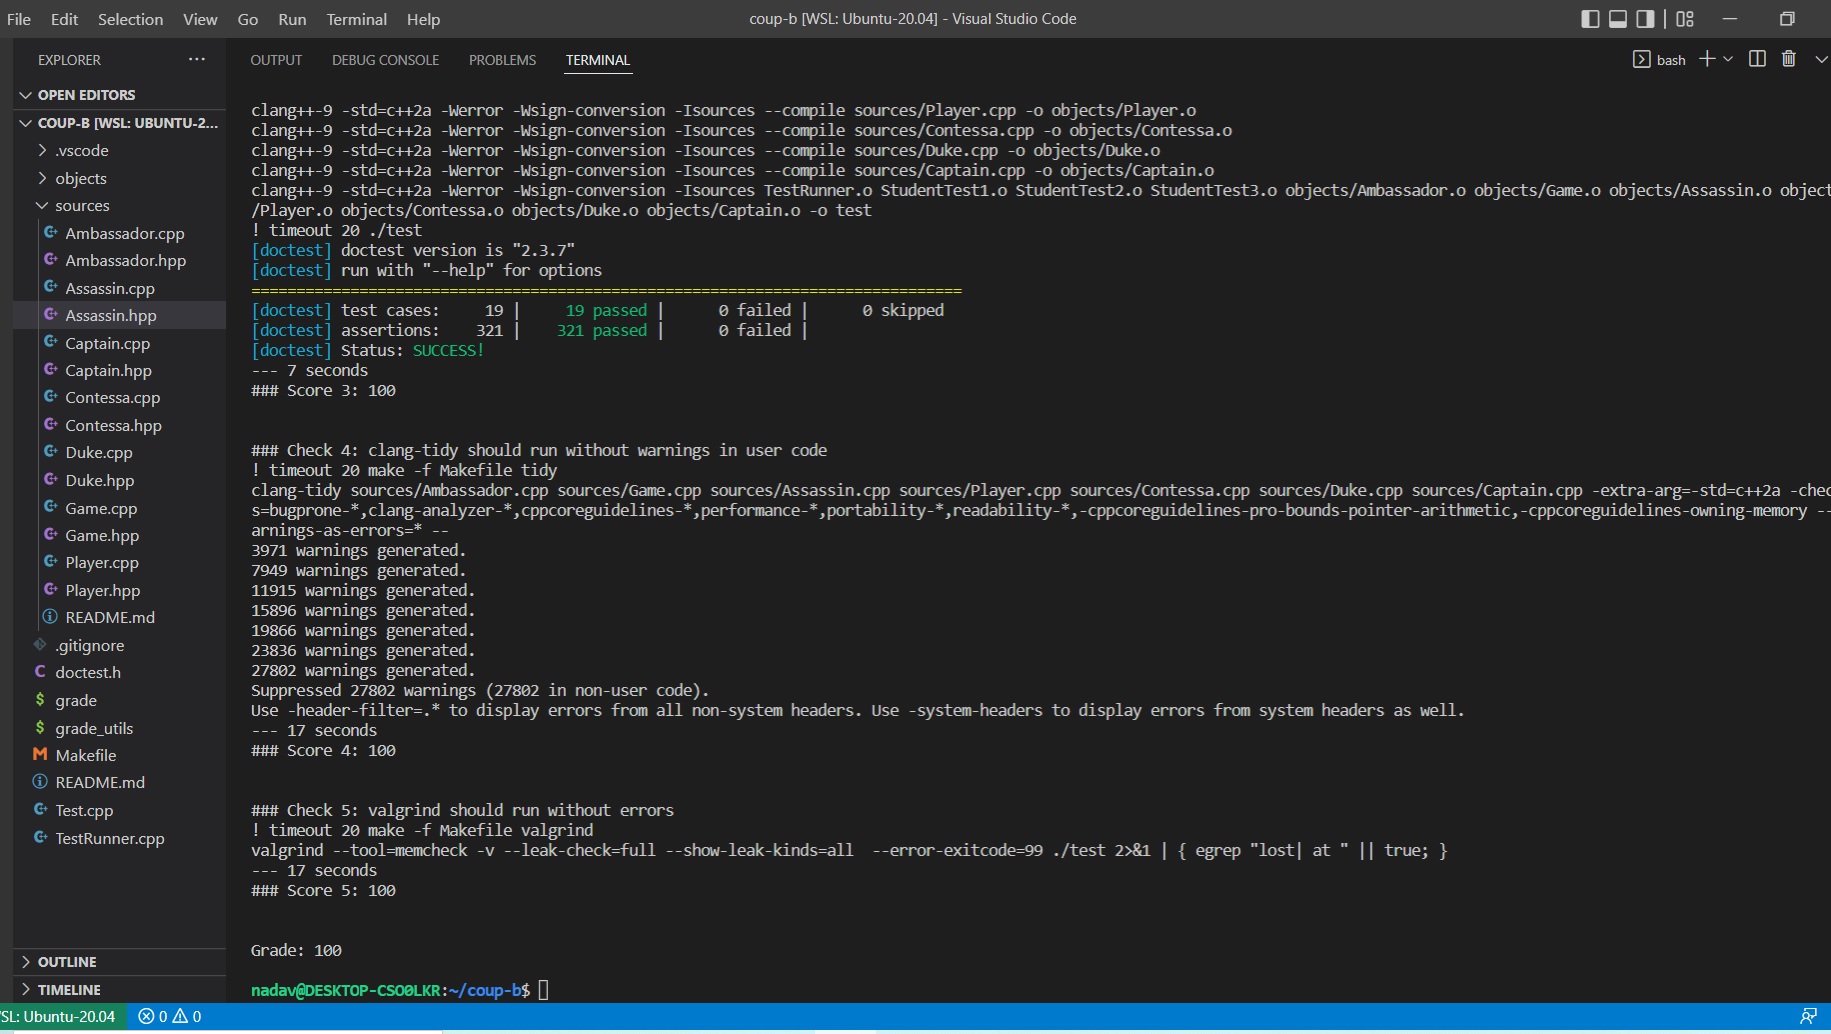 File Edit Selection View Go Run Terminal Help
coup-b [WSL: Ubuntu-20.04] - Visual Studio Code
EXPLORER
OPEN EDITORS
COUP-B [WSL: UBUNTU-2...
.vscode
objects
sources
Ambassador.cpp
Ambassador.hpp
Assassin.cpp
Assassin.hpp
Captain.cpp
Captain.hpp
Contessa.cpp
Contessa.hpp
Duke.cpp
Duke.hpp
Game.cpp
Game.hpp
Player.cpp
Player.hpp
README.md
.gitignore
doctest.h
grade
grade_utils
Makefile
README.md
Test.cpp
TestRunner.cpp
OUTLINE
TIMELINE
OUTPUT DEBUG CONSOLE PROBLEMS TERMINAL
bash
clang++-9 -std=c++2a -Werror -Wsign-conversion -Isources --compile sources/Player.cpp -o objects/Player.o
clang++-9 -std=c++2a -Werror -Wsign-conversion -Isources --compile sources/Contessa.cpp -o objects/Contessa.o
clang++-9 -std=c++2a -Werror -Wsign-conversion -Isources --compile sources/Duke.cpp -o objects/Duke.o
clang++-9 -std=c++2a -Werror -Wsign-conversion -Isources --compile sources/Captain.cpp -o objects/Captain.o
clang++-9 -std=c++2a -Werror -Wsign-conversion -Isources TestRunner.o StudentTest1.o StudentTest2.o StudentTest3.o objects/Ambassador.o objects/Game.o objects/Assassin.o object
/Player.o objects/Contessa.o objects/Duke.o objects/Captain.o -o test
! timeout 20 ./test
[doctest] doctest version is "2.3.7"
[doctest] run with "--help" for options
===============================================================================
[doctest] test cases: 19 | 19 passed | 0 failed | 0 skipped
[doctest] assertions: 321 | 321 passed | 0 failed |
[doctest] Status: SUCCESS!
--- 7 seconds
### Score 3: 100
### Check 4: clang-tidy should run without warnings in user code
! timeout 20 make -f Makefile tidy
clang-tidy sources/Ambassador.cpp sources/Game.cpp sources/Assassin.cpp sources/Player.cpp sources/Contessa.cpp sources/Duke.cpp sources/Captain.cpp -extra-arg=-std=c++2a -chec
s=bugprone-*,clang-analyzer-*,cppcoreguidelines-*,performance-*,portability-*,readability-*,-cppcoreguidelines-pro-bounds-pointer-arithmetic,-cppcoreguidelines-owning-memory --
arnings-as-errors=* --
3971 warnings generated.
7949 warnings generated.
11915 warnings generated.
15896 warnings generated.
19866 warnings generated.
23836 warnings generated.
27802 warnings generated.
Suppressed 27802 warnings (27802 in non-user code).
Use -header-filter=.* to display errors from all non-system headers. Use -system-headers to display errors from system headers as well.
--- 17 seconds
### Score 4: 100
### Check 5: valgrind should run without errors
! timeout 20 make -f Makefile valgrind
valgrind --tool=memcheck -v --leak-check=full --show-leak-kinds=all  --error-exitcode=99 ./test 2>&1 | { egrep "lost| at " || true; }
--- 17 seconds
### Score 5: 100
Grade: 100
nadav@DESKTOP-CSO0LKR:~/coup-b$
SL: Ubuntu-20.04 0 0